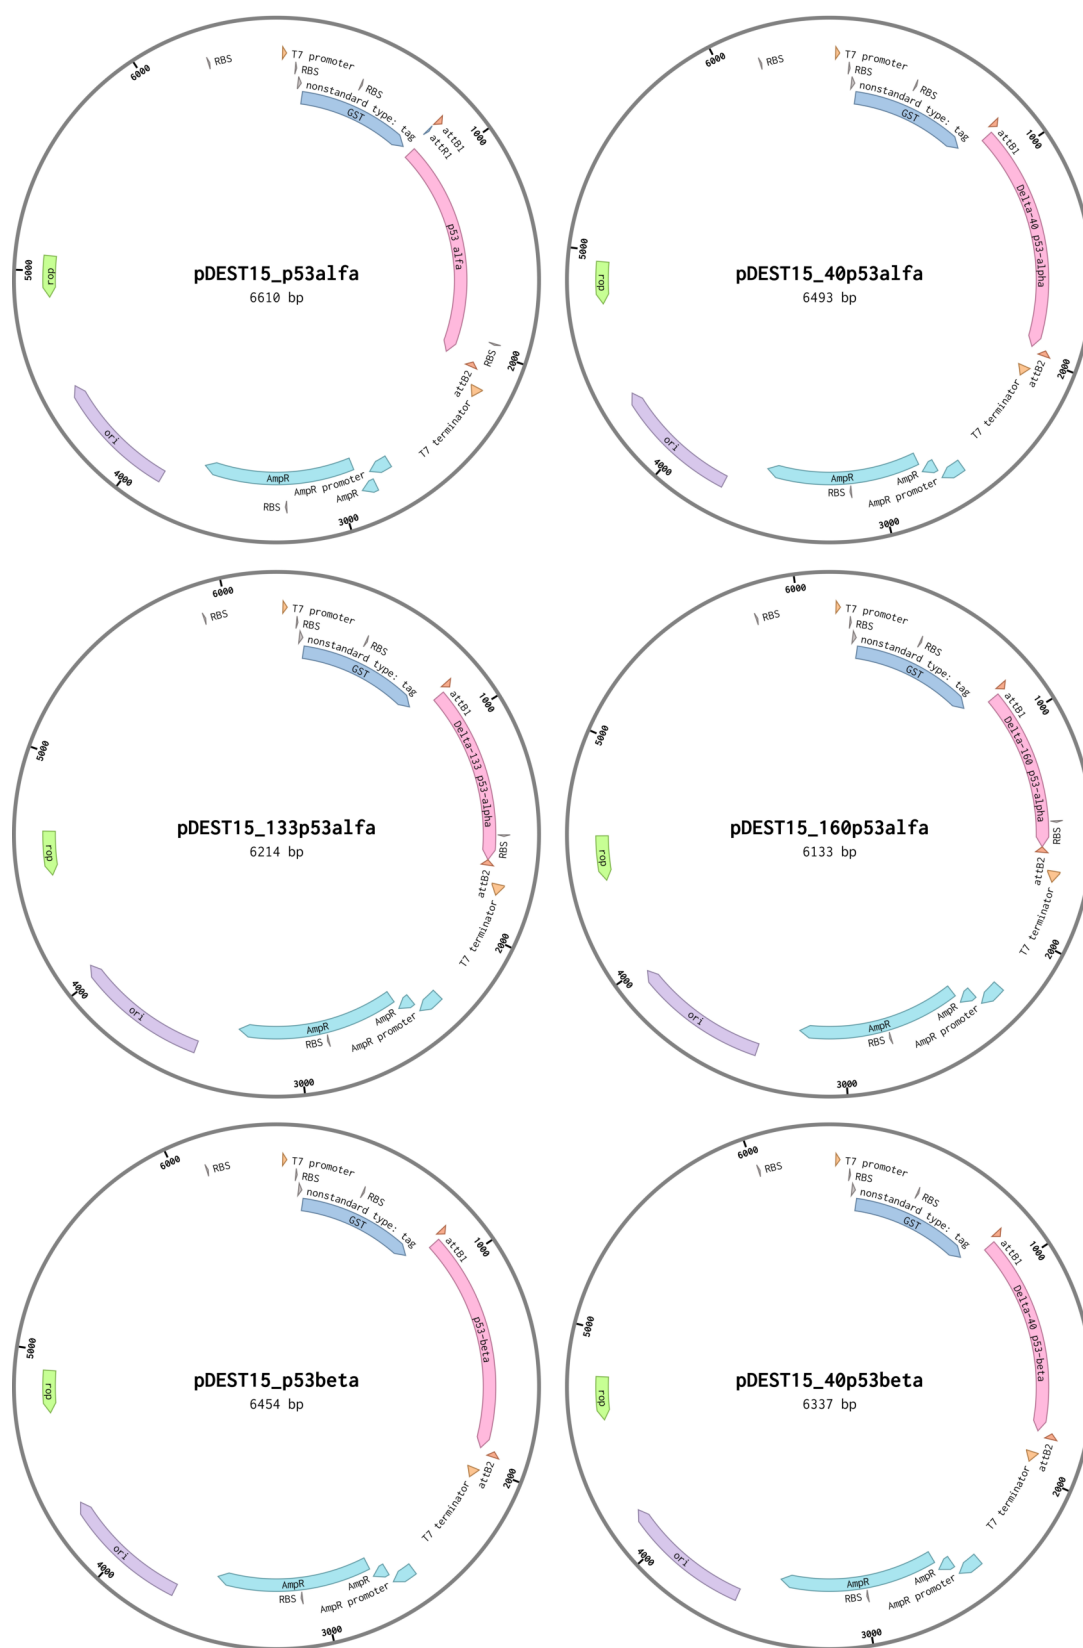 6000
RBS
T7 promoter
RBS
RBS
nonstandard type: tag
GST
attB1
attR1
1000
p53 alfa
5000
rop
pDEST15_p53alfa
6610 bp
RBS
2000
attB2
T7 terminator
ori
4000
AmpR
AmpR promoter
AmpR
RBS
3000
6000
RBS
T7 promoter
RBS
RBS
nonstandard type: tag
GST
attB1
1000
Delta-40 p53-alpha
5000
rop
pDEST15_40p53alfa
6493 bp
2000
attB2
T7 terminator
ori
4000
AmpR
AmpR
RBS
AmpR promoter
3000
6000
RBS
T7 promoter
RBS
RBS
nonstandard type: tag
GST
attB1
1000
Delta-133 p53-alpha
5000
rop
pDEST15_133p53alfa
6214 bp
RBS
attB2
T7 terminator
2000
4000
ori
AmpR
AmpR
RBS
AmpR promoter
3000
6000
RBS
T7 promoter
RBS
RBS
nonstandard type: tag
GST
attB1
1000
Delta-160 p53-alpha
5000
rop
pDEST15_160p53alfa
6133 bp
RBS
attB2
T7 terminator
2000
4000
ori
AmpR
AmpR
RBS
AmpR promoter
3000
6000
RBS
T7 promoter
RBS
RBS
nonstandard type: tag
GST
attB1
1000
p53-beta
5000
rop
pDEST15_p53beta
6454 bp
attB2
2000
T7 terminator
ori
4000
AmpR
AmpR
RBS
AmpR promoter
3000
6000
RBS
T7 promoter
RBS
RBS
nonstandard type: tag
GST
attB1
1000
Delta-40 p53-beta
5000
rop
pDEST15_40p53beta
6337 bp
attB2
2000
T7 terminator
ori
4000
AmpR
AmpR
RBS
AmpR promoter
3000